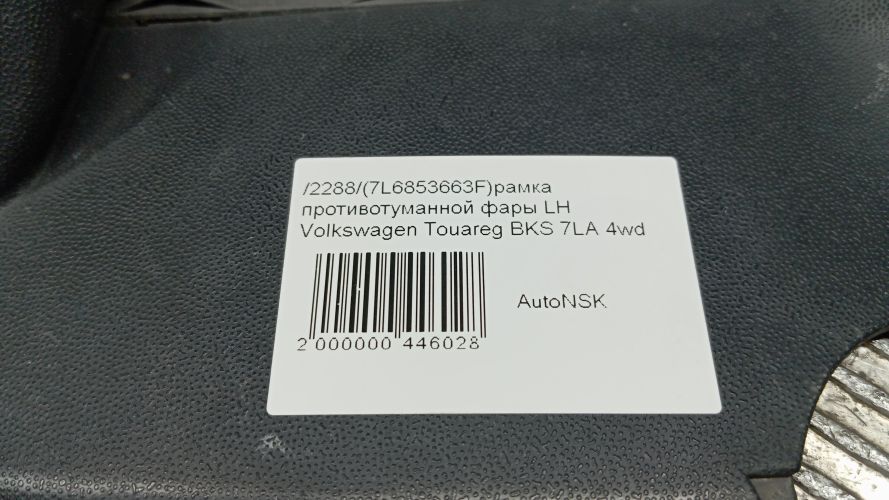 /2288/(7L6853663F)рамка
противотуманной фары LH
Volkswagen Touareg BKS 7LA 4wd
AutoNSK
2 000000 446028